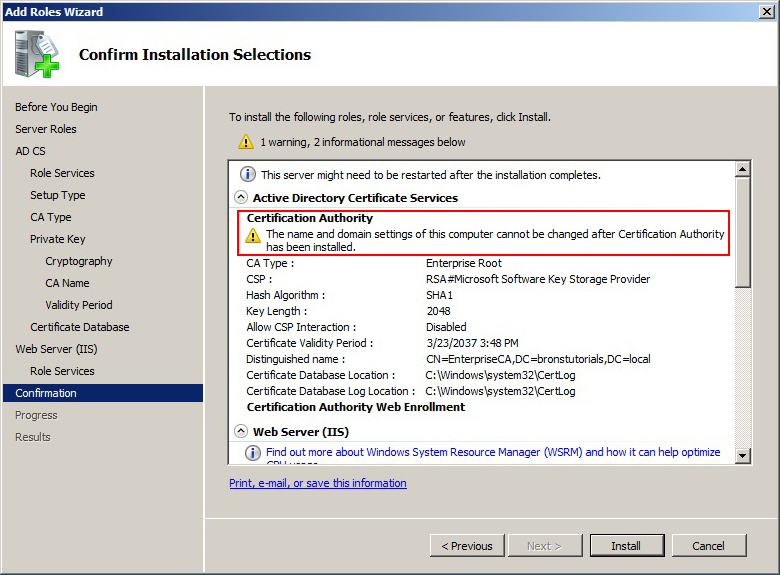 Add Roles Wizard
Confirm Installation Selections
Before You Begin
Server Roles
AD CS
Role Services
Setup Type
CA Type
Private Key
Cryptography
CA Name
Validity Period
Certificate Database
Web Server (IIS)
Role Services
Confirmation
Progress
Results
To install the following roles, role services, or features, click Install.
1 warning, 2 informational messages below
This server might need to be restarted after the installation completes.
Active Directory Certificate Services
Certification Authority
The name and domain settings of this computer cannot be changed after Certification Authority
has been installed.
CA Type : Enterprise Root
CSP : RSA#Microsoft Software Key Storage Provider
Hash Algorithm : SHA1
Key Length : 2048
Allow CSP Interaction : Disabled
Certificate Validity Period : 3/23/2037 3:48 PM
Distinguished name : CN=EnterpriseCA,DC=bronstutorials,DC=local
Certificate Database Location : C:\Windows\system32\CertLog
Certificate Database Log Location : C:\Windows\system32\CertLog
Certification Authority Web Enrollment
Web Server (IIS)
Find out more about Windows System Resource Manager (WSRM) and how it can help optimize
CPU usage
Print, e-mail, or save this information
< Previous
Next >
Install
Cancel